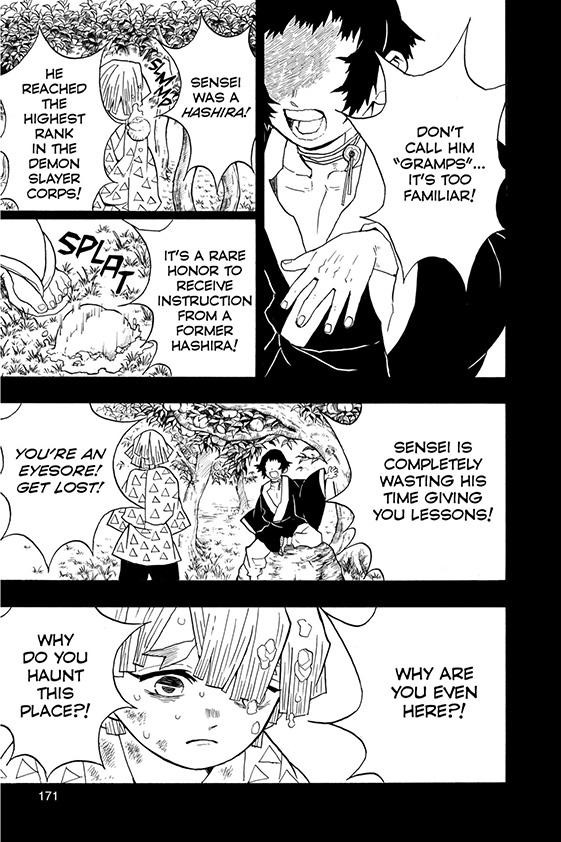 DON'T
CALL HIM
"GRAMPS"...
IT'S TOO
FAMILIAR!
SENSEI
WAS A
HASHIRA!
HE
REACHED
THE
HIGHEST
RANK
IN THE
DEMON
SLAYER
CORPS!
IT'S A RARE
HONOR TO
RECEIVE
INSTRUCTION
FROM A
FORMER
HASHIRA!
SPLAT
SENSEI IS
COMPLETELY
WASTING HIS
TIME GIVING
YOU LESSONS!
YOU'RE AN
EYESORE!
GET LOST!
WHY ARE
YOU EVEN
HERE?!
WHY
DO YOU
HAUNT
THIS
PLACE?!
171